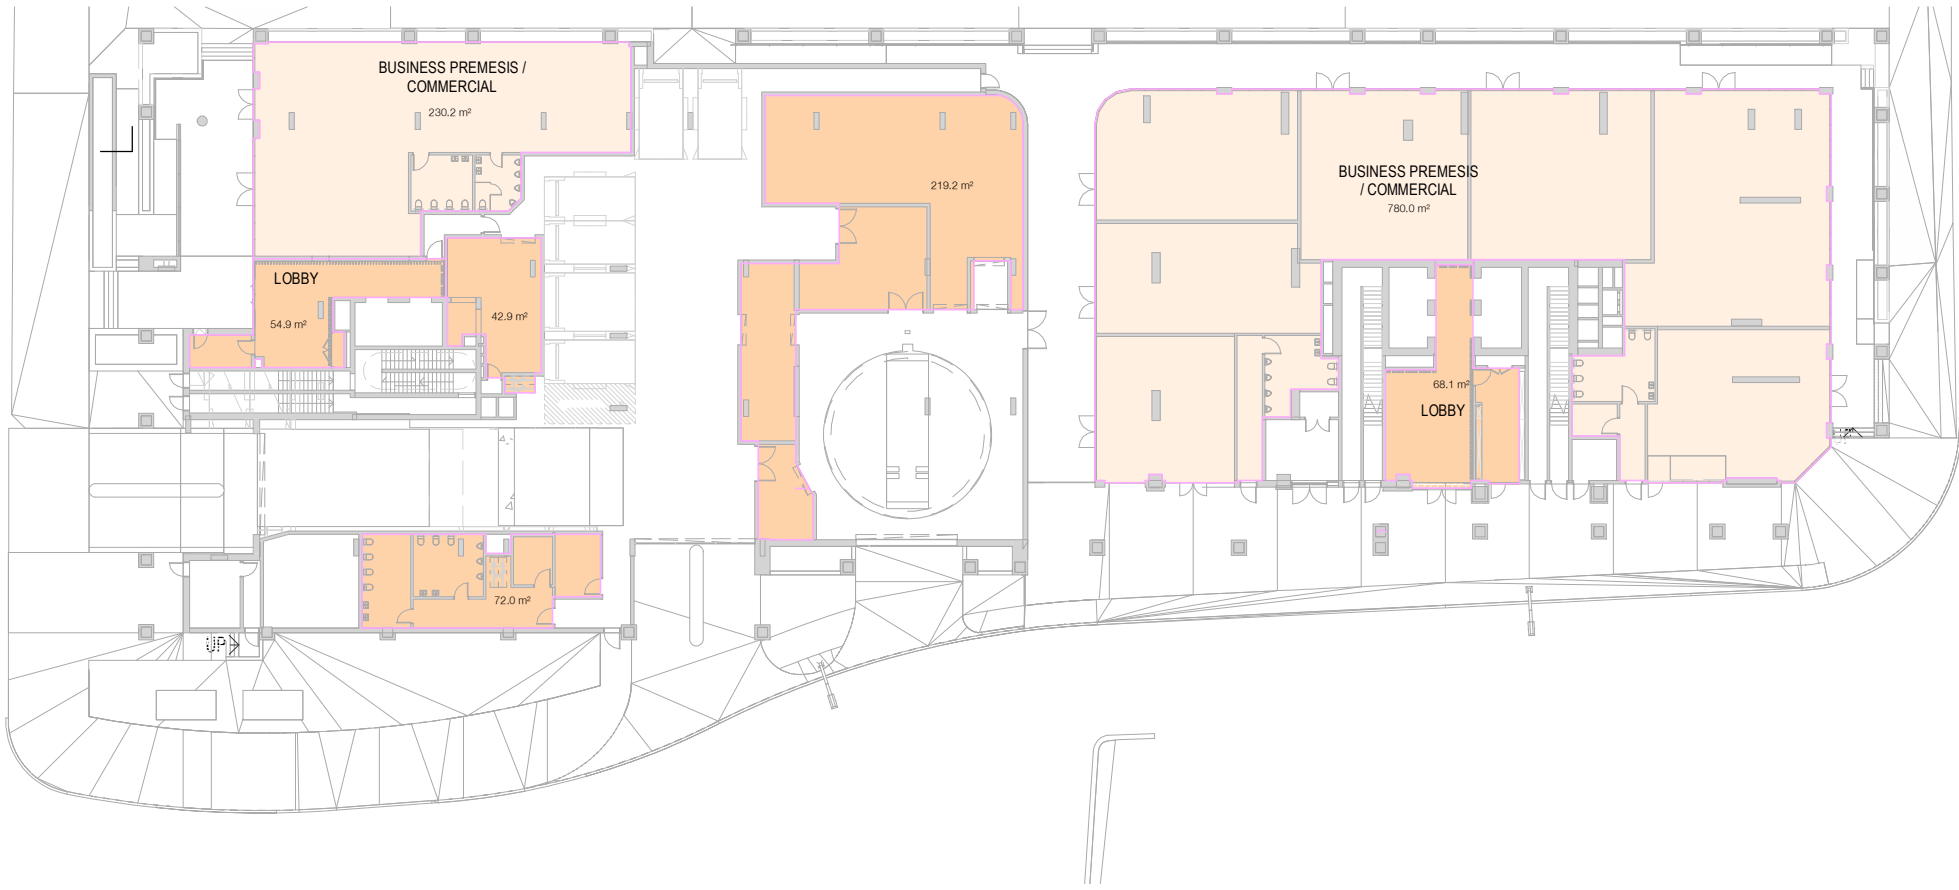 BUSINESS PREMESIS /
COMMERCIAL
230.2 m²
219.2 m²
BUSINESS PREMESIS
/ COMMERCIAL
780.0 m²
LOBBY
54.9 m²
42.9 m²
68.1 m²
LOBBY
72.0 m²
UP